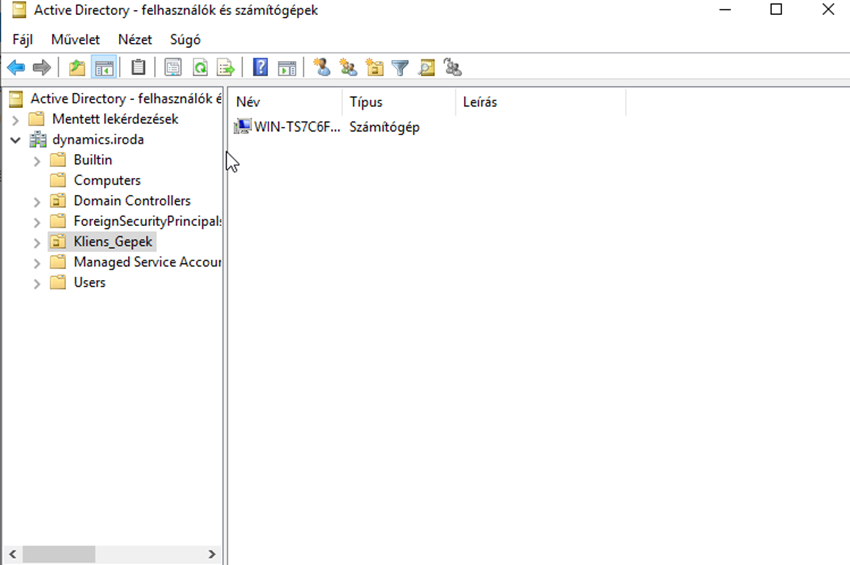 Active Directory - felhasználók és számítógépek
Fájl Művelet Nézet Súgó
Active Directory - felhasználók é
Mentett lekérdezések
dynamics.iroda
Builtin
Computers
Domain Controllers
ForeignSecurityPrincipals
Kliens_Gepek
Managed Service Accoun
Users
Név Típus Leírás
WIN-TS7C6F... Számítógép